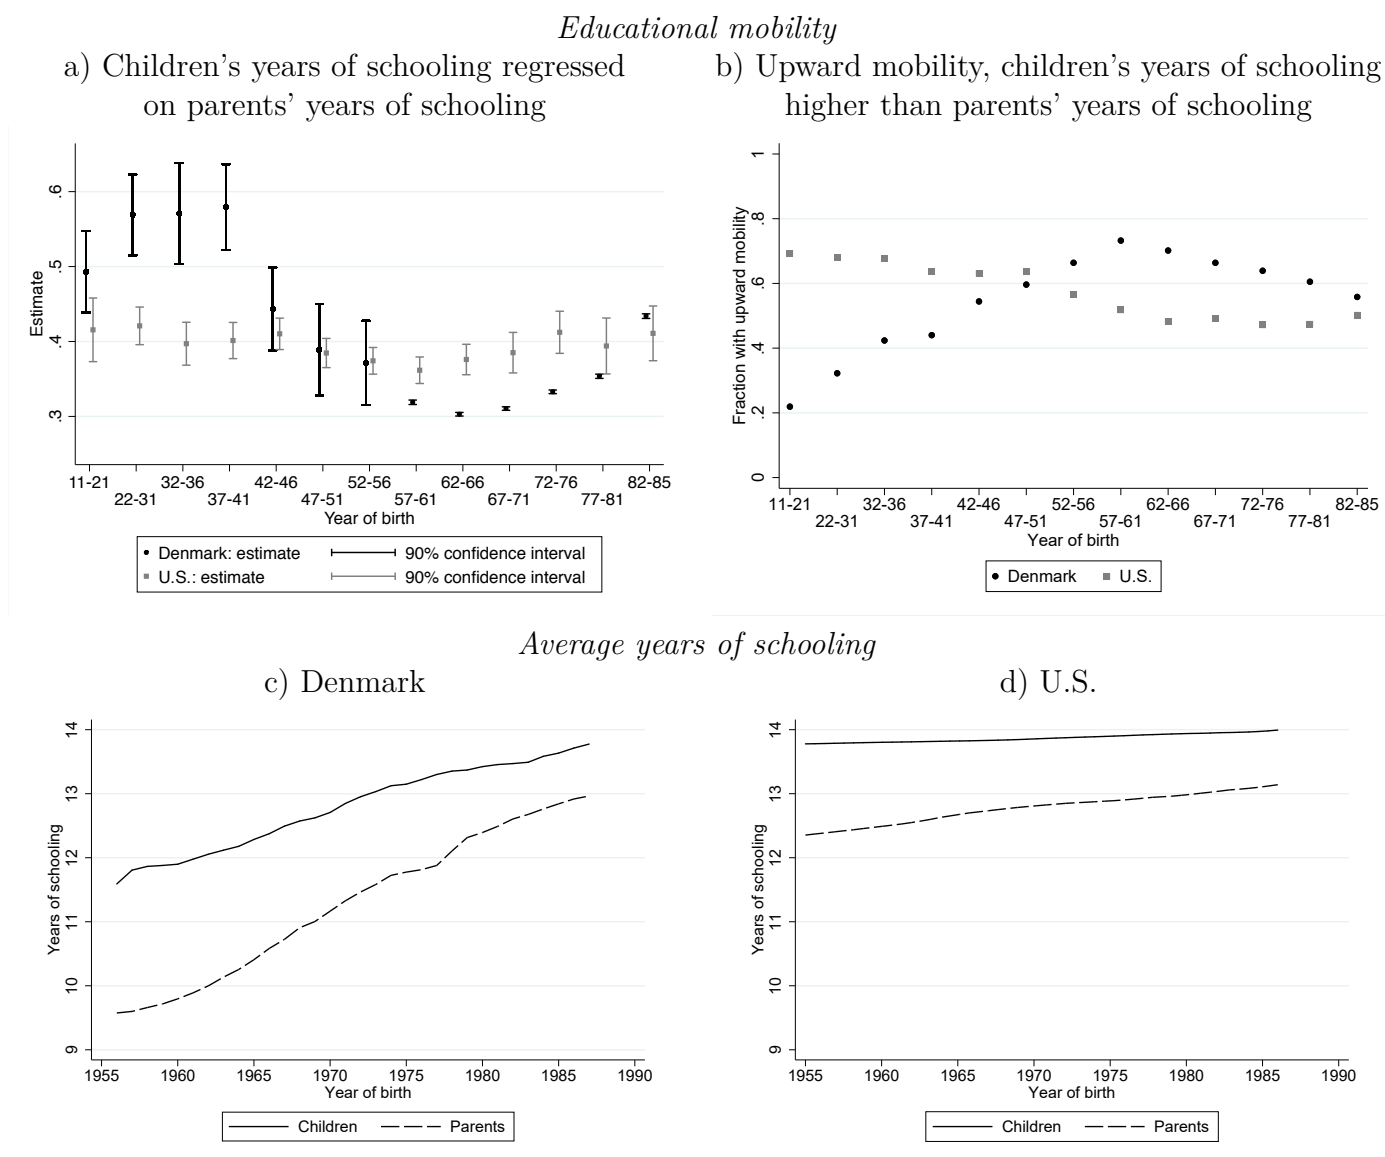 Educational mobility
a) Children's years of schooling regressed
on parents' years of schooling
b) Upward mobility, children's years of schooling
higher than parents' years of schooling
Estimate
.6
.5
.4
.3
11-21 32-36 42-46 52-56 62-66 72-76 82-85
22-31 37-41 47-51 57-61 67-71 77-81
Year of birth
Denmark: estimate 90% confidence interval
U.S.: estimate 90% confidence interval
Fraction with upward mobility
1
.8
.6
.4
.2
0
11-21 32-36 42-46 52-56 62-66 72-76 82-85
22-31 37-41 47-51 57-61 67-71 77-81
Year of birth
Denmark U.S.
Average years of schooling
c) Denmark
Years of schooling
14
13
12
11
10
9
1955 1960 1965 1970 1975 1980 1985 1990
Year of birth
Children Parents
d) U.S.
Years of schooling
14
13
12
11
10
9
1955 1960 1965 1970 1975 1980 1985 1990
Year of birth
Children Parents